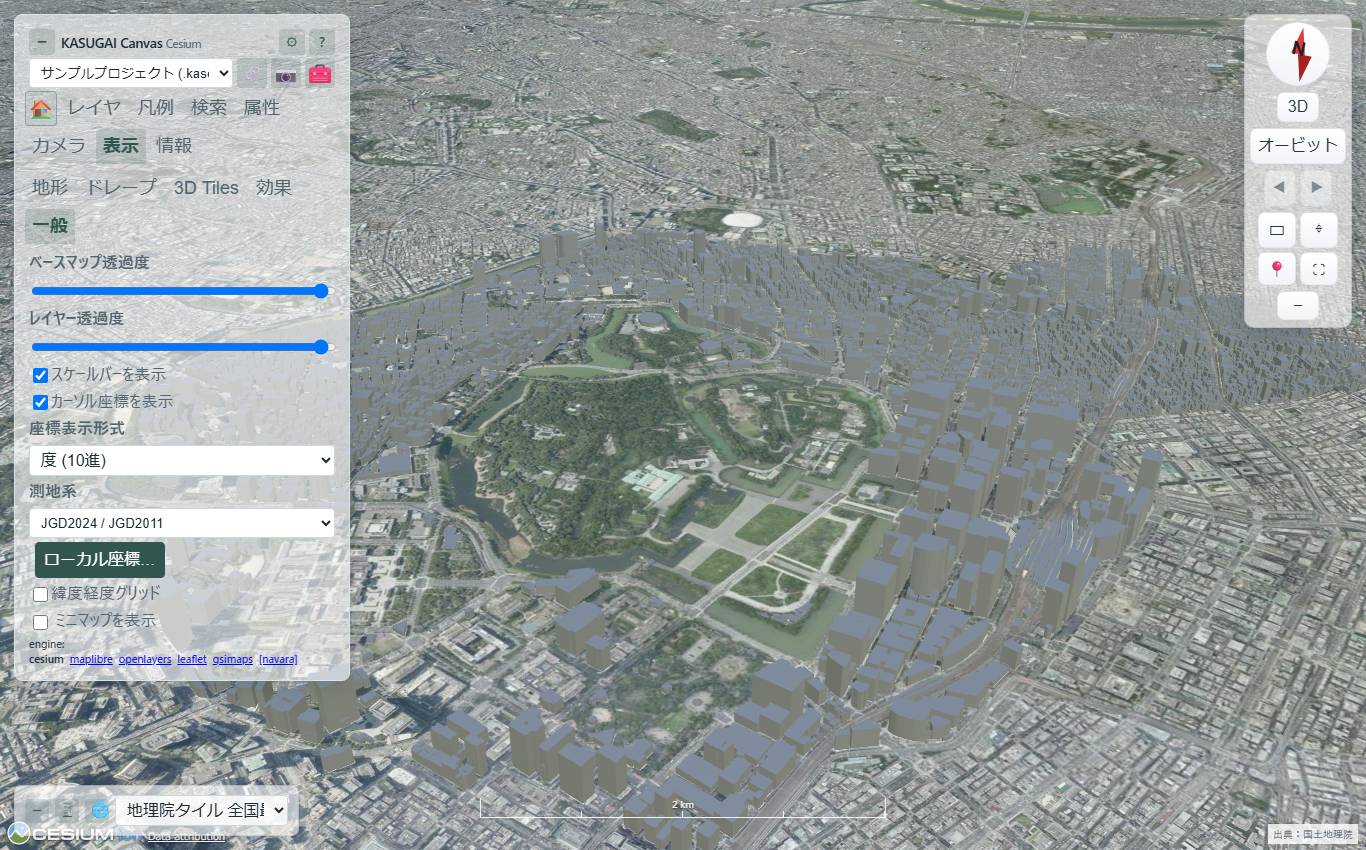 KASUGAI Canvas Cesium
?
サンプルプロジェクト (.kas
レイヤ 凡例 検索 属性
カメラ 表示 情報
地形 ドレープ 3D Tiles 効果
一般
ベースマップ透過度
レイヤー透過度
スケールバーを表示
カーソル座標を表示
座標表示形式
度 (10進)
測地系
JGD2024 / JGD2011
ローカル座標...
緯度経度グリッド
ミニマップを表示
engine:
cesium maplibre openlayers leaflet gsimaps [navara]
N
3D
オービット
地理院タイル 全国
CESIUM Data attribution
2 km
出典：国土地理院